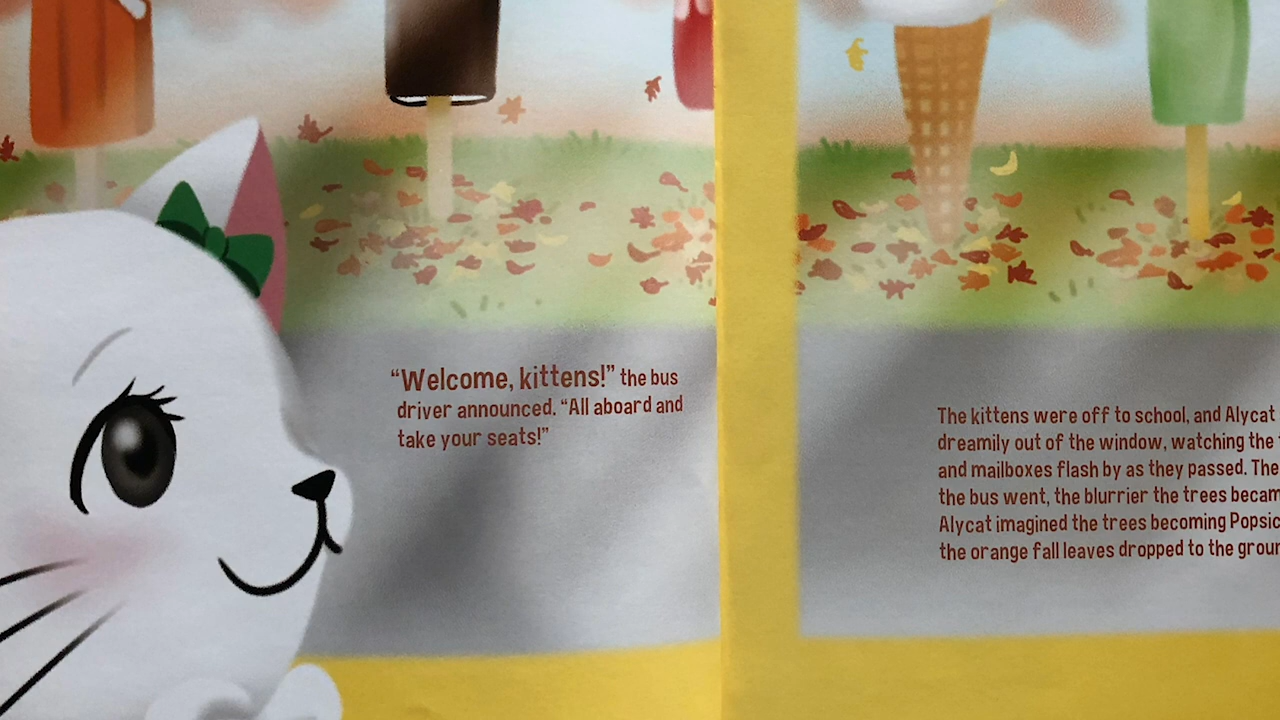 “Welcome, kittens!” the bus
driver announced. “All aboard and
take your seats!”
The kittens were off to school, and Alycat
dreamily out of the window, watching the
and mailboxes flash by as they passed. The
the bus went, the blurrier the trees becam
Alycat imagined the trees becoming Popsic
the orange fall leaves dropped to the groun